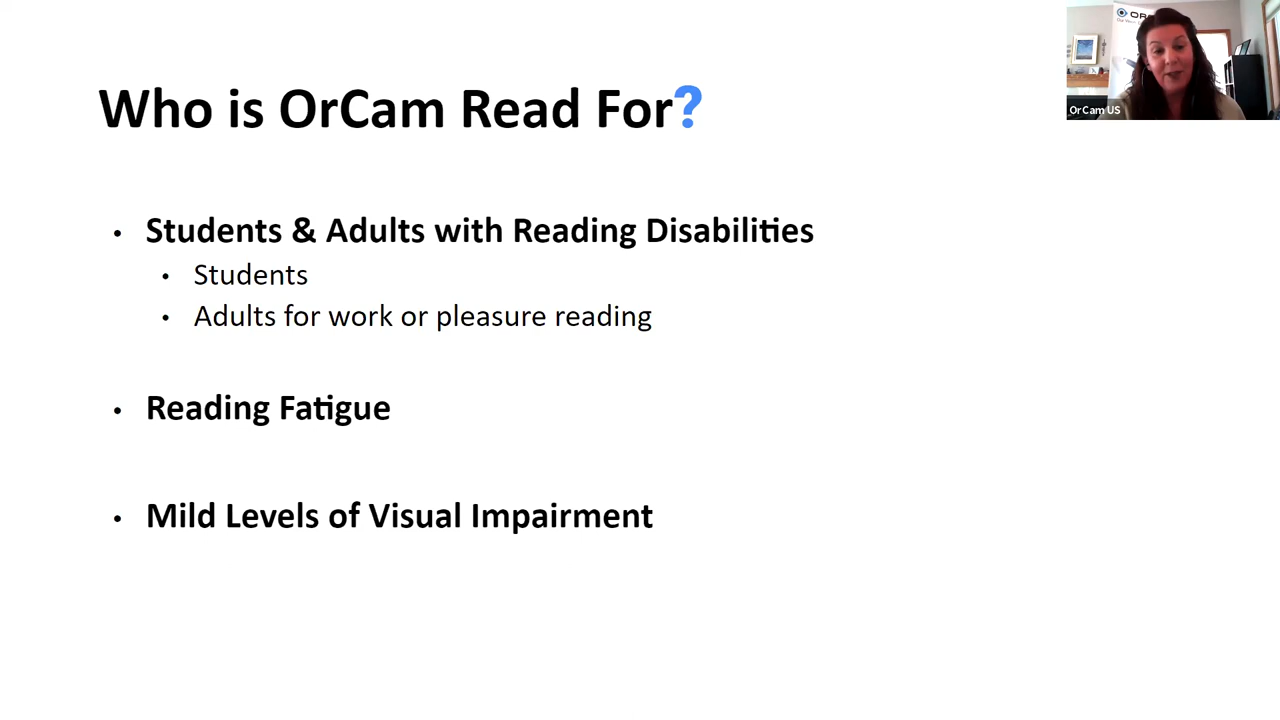 Who is OrCam Read For?
• Students & Adults with Reading Disabilities
• Students
• Adults for work or pleasure reading
• Reading Fatigue
• Mild Levels of Visual Impairment
OrCam US